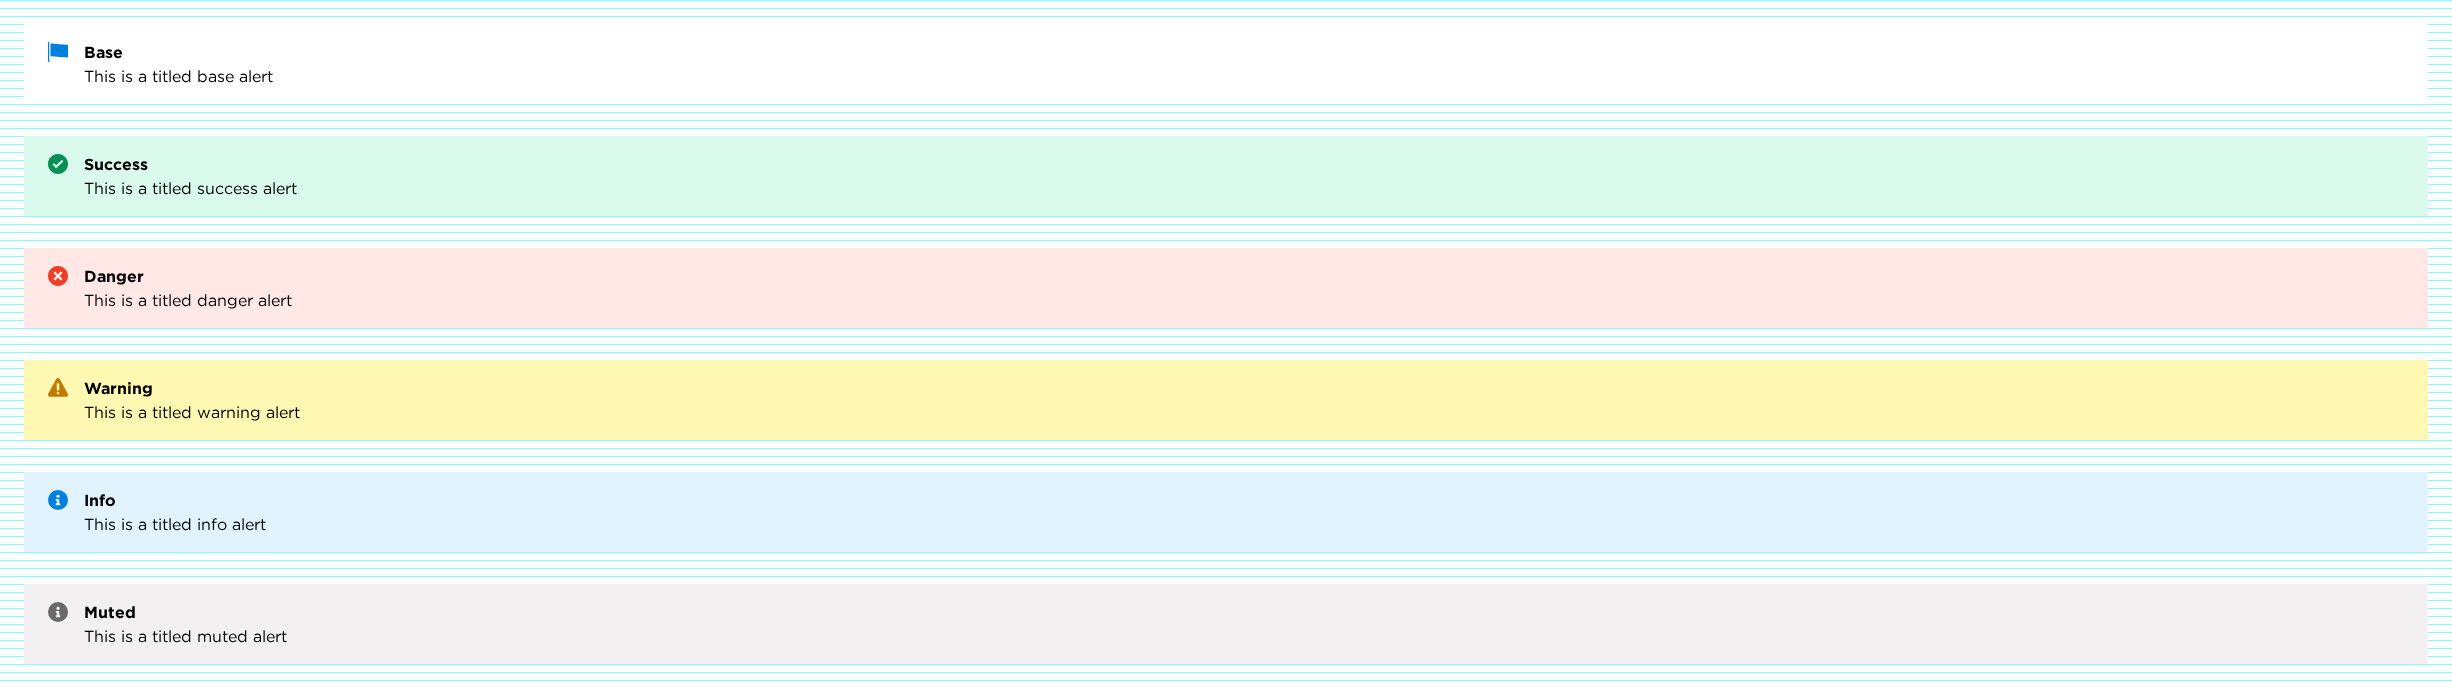 Base
This is a titled base alert
Success
This is a titled success alert
Danger
This is a titled danger alert
Warning
This is a titled warning alert
Info
This is a titled info alert
Muted
This is a titled muted alert